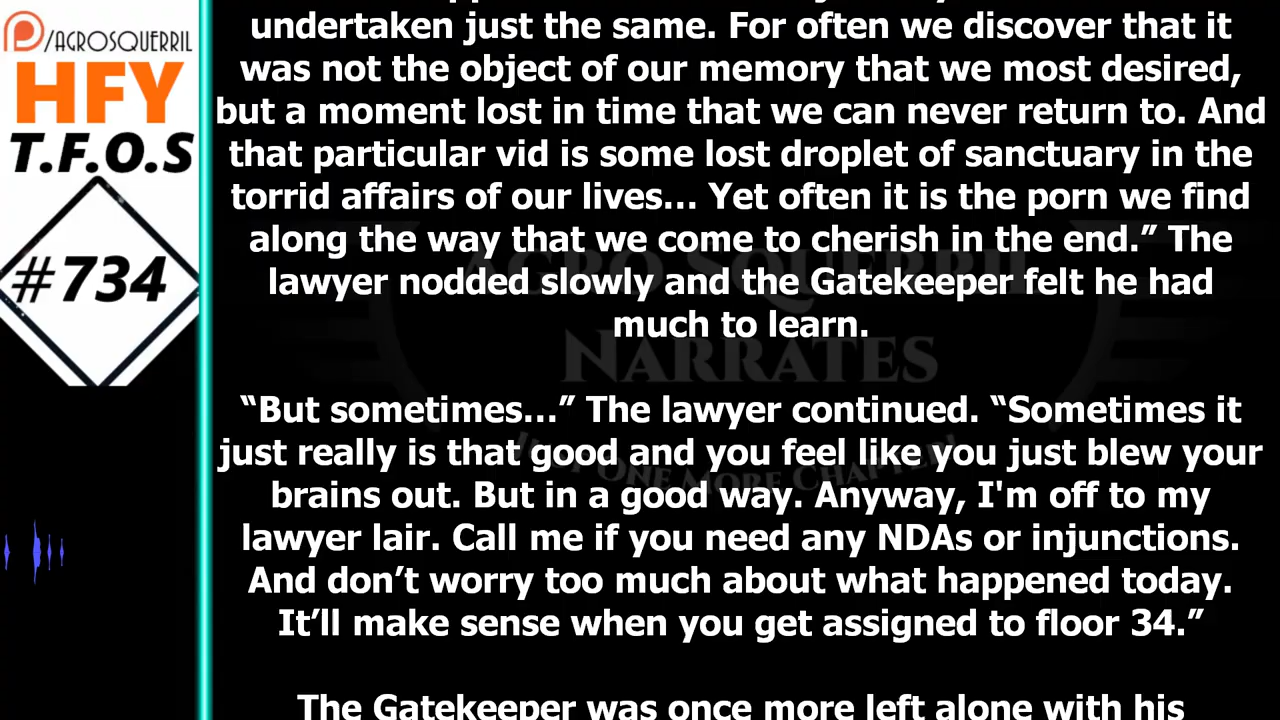 /AGROSQUERRIL
HFY
T.F.O.S
#734
undertaken just the same. For often we discover that it
was not the object of our memory that we most desired,
but a moment lost in time that we can never return to. And
that particular vid is some lost droplet of sanctuary in the
torrid affairs of our lives… Yet often it is the porn we find
along the way that we come to cherish in the end.” The
lawyer nodded slowly and the Gatekeeper felt he had
much to learn.
“But sometimes…” The lawyer continued. “Sometimes it
just really is that good and you feel like you just blew your
brains out. But in a good way. Anyway, I'm off to my
lawyer lair. Call me if you need any NDAs or injunctions.
And don’t worry too much about what happened today.
It’ll make sense when you get assigned to floor 34.”
The Gatekeeper was once more left alone with his
AGRO SQUERRIL
NARRATES
ONE MORE CHAPTER